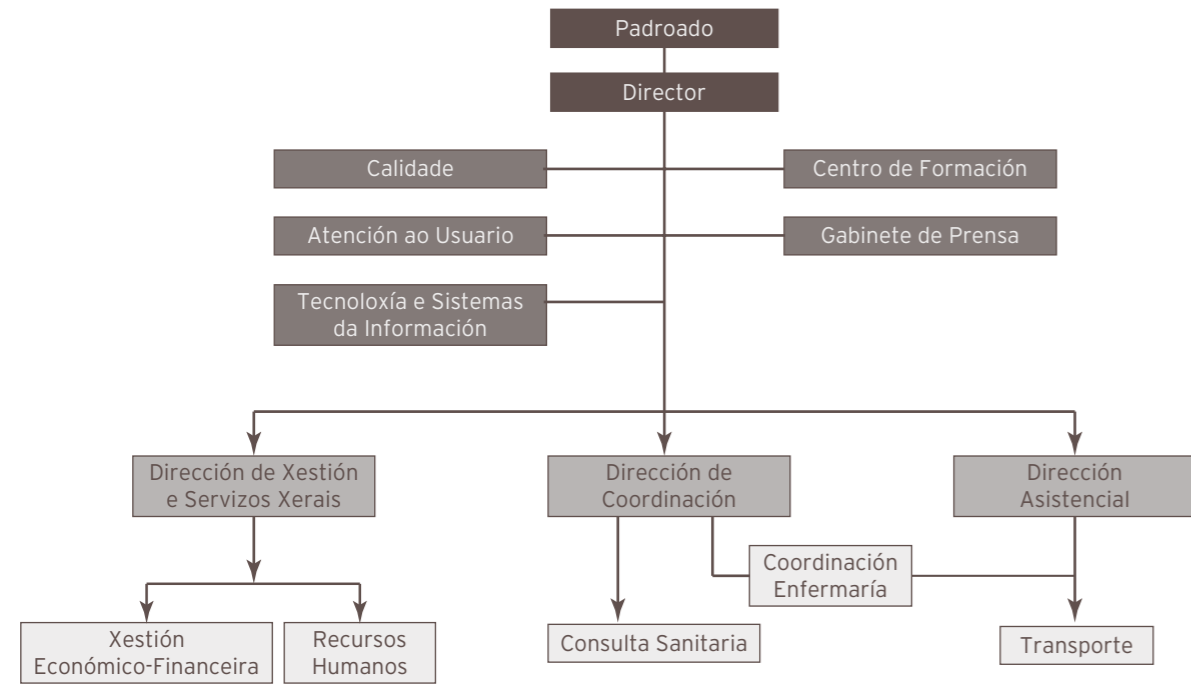 Padroado
Director
Calidade
Centro de Formación
Atención ao Usuario
Gabinete de Prensa
Tecnoloxía e Sistemas
da Información
Dirección de Xestión
e Servizos Xerais
Dirección de
Coordinación
Dirección
Asistencial
Coordinación
Enfermaría
Xestión
Económico-Financeira
Recursos
Humanos
Consulta Sanitaria
Transporte